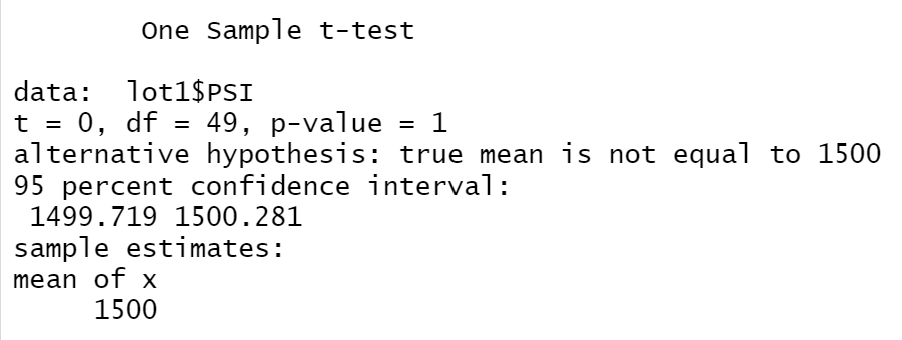 One Sample t-test
data: lot1$PSI
t = 0, df = 49, p-value = 1
alternative hypothesis: true mean is not equal to 1500
95 percent confidence interval:
1499.719 1500.281
sample estimates:
mean of x
1500